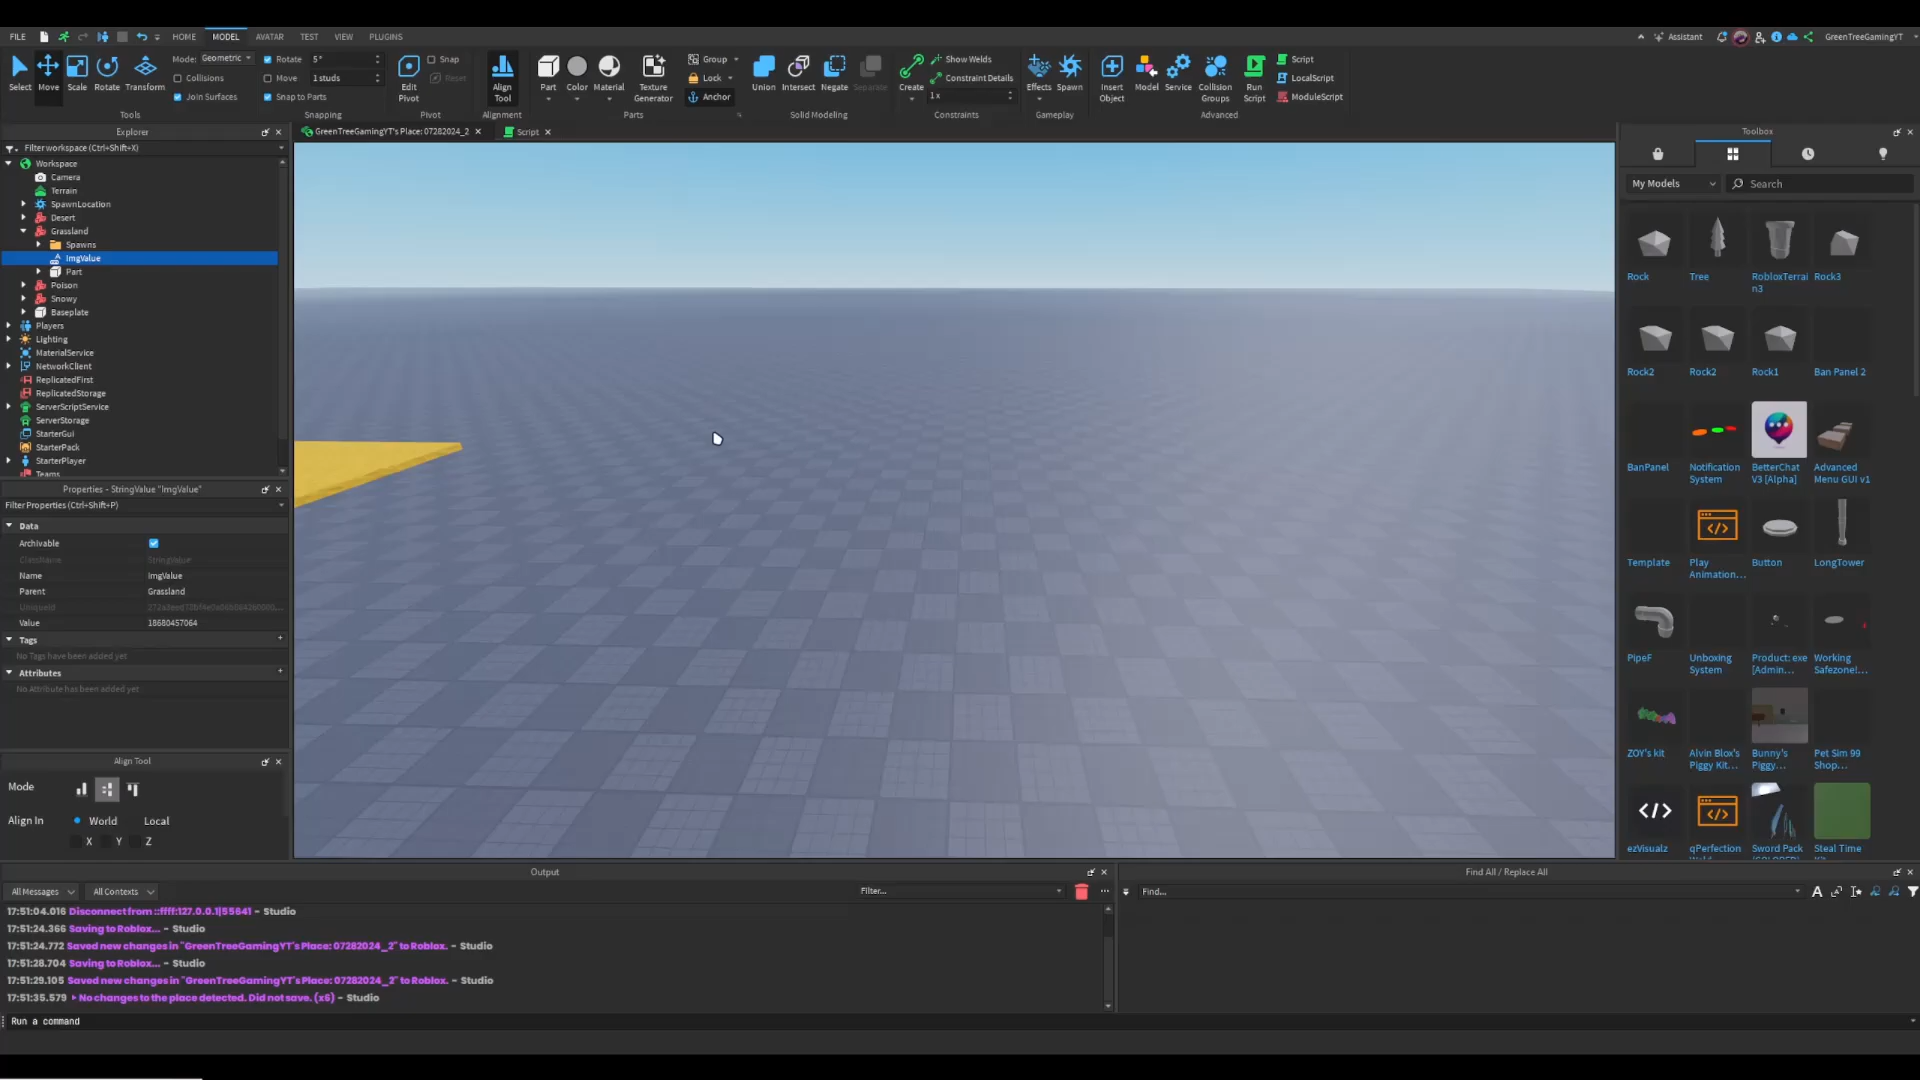 FILE HOME MODEL AVATAR TEST VIEW PLUGINS Assistant GreenTreeGamingYT
Select Move Scale Rotate Transform
Tools
Mode: Geometric
Collisions
Join Surfaces
Rotate 5°
Move 1 studs
Snap to Parts
Snapping
Edit Pivot
Snap
Reset
Pivot
Align Tool
Alignment
Part Color Material Texture Generator
Group
Lock
Anchor
Parts
Union Intersect Negate Separate
Solid Modeling
Create
Show Welds
Constraint Details
1 x
Constraints
Effects Spawn
Gameplay
Insert Object Model Service Collision Groups Run Script
Script
LocalScript
ModuleScript
Advanced
Explorer
Filter workspace (Ctrl+Shift+X)
Workspace
Camera
Terrain
SpawnLocation
Desert
Grassland
Spawns
ImgValue
Part
Poison
Snowy
Baseplate
Players
Lighting
MaterialService
NetworkClient
ReplicatedFirst
ReplicatedStorage
ServerScriptService
ServerStorage
StarterGui
StarterPack
StarterPlayer
Teams
Properties - StringValue "ImgValue"
Filter Properties (Ctrl+Shift+P)
Data
Archivable
ClassName StringValue
Name ImgValue
Parent Grassland
UniqueId
Value 18680457064
Tags
No Tags have been added yet
Attributes
No Attribute has been added yet
Align Tool
Mode
Align In World Local
X Y Z
GreenTreeGamingYT's Place: 07282024_2
Script
Toolbox
My Models Search
Rock Tree RobloxTerrai n3 Rock3
Rock2 Rock2 Rock1 Ban Panel 2
BanPanel Notification System BetterChat V3 [Alpha] Advanced Menu GUI v1
Template Play Animation... Button LongTower
PipeF Unboxing System Product: exe [Admin... Working Safezone!...
ZOY's kit Alvin Blox's Piggy Kit... Bunny's Piggy... Pet Sim 99 Shop...
ezVisualz qPerfection Sword Pack Steal Time
Output
All Messages All Contexts Filter...
17:51:04.016 Disconnect from ::ffff:127.0.0.1|55641 - Studio
17:51:24.366 Saving to Roblox... - Studio
17:51:24.772 Saved new changes in "GreenTreeGamingYT's Place: 07282024_2" to Roblox. - Studio
17:51:28.704 Saving to Roblox... - Studio
17:51:29.105 Saved new changes in "GreenTreeGamingYT's Place: 07282024_2" to Roblox. - Studio
17:51:35.579 No changes to the place detected. Did not save. (x6) - Studio
Run a command
Find All / Replace All
Find...